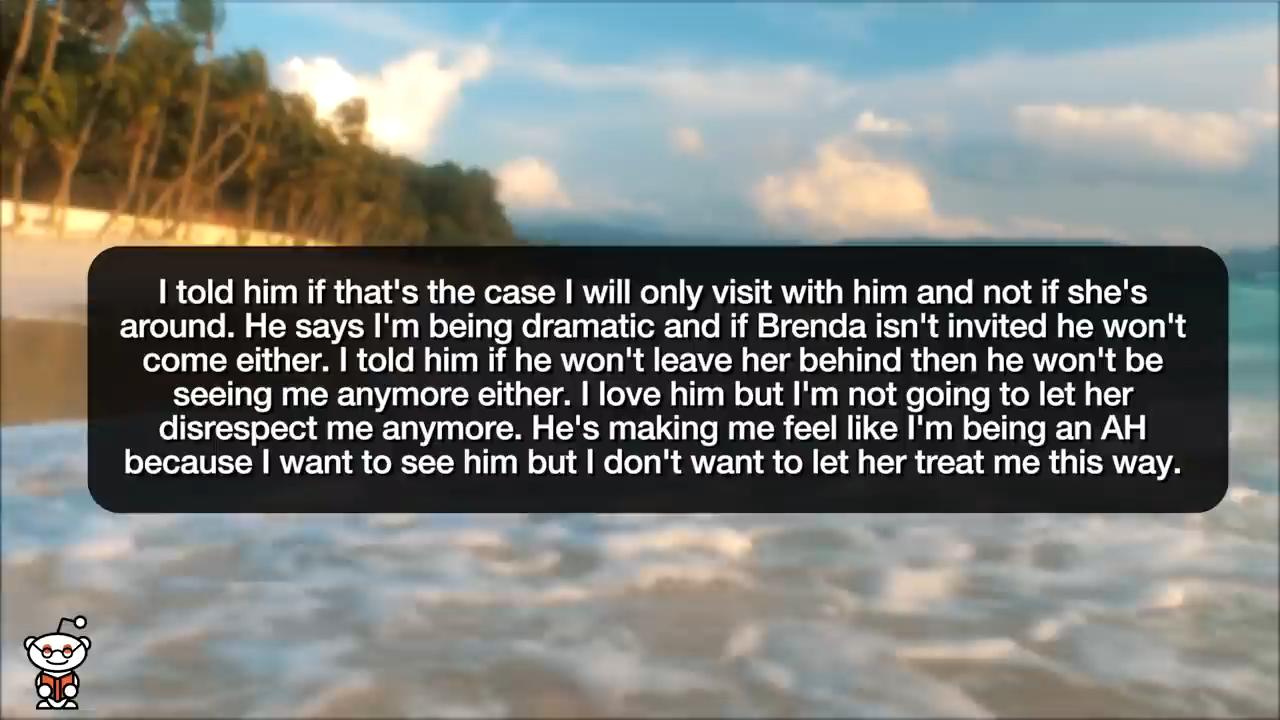 I told him if that's the case I will only visit with him and not if she's
around. He says I'm being dramatic and if Brenda isn't invited he won't
come either. I told him if he won't leave her behind then he won't be
seeing me anymore either. I love him but I'm not going to let her
disrespect me anymore. He's making me feel like I'm being an AH
because I want to see him but I don't want to let her treat me this way.